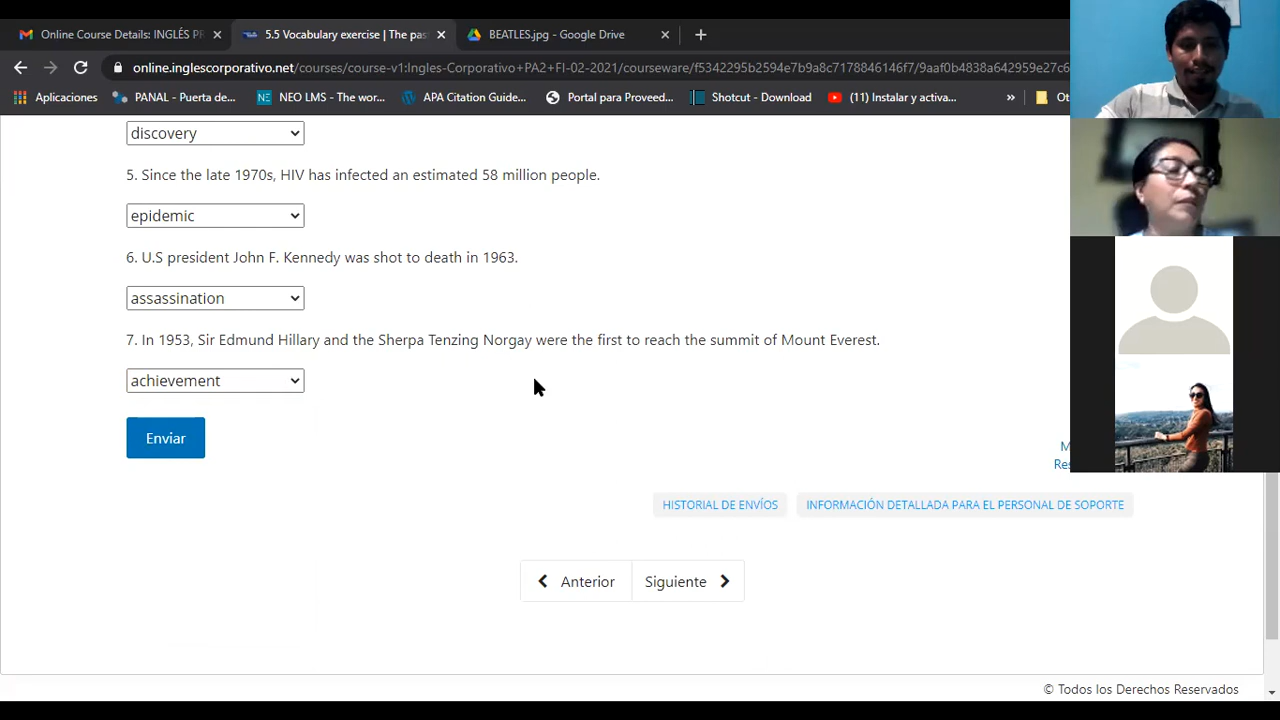 Online Course Details: INGLÉS PR
5.5 Vocabulary exercise | The pas
BEATLES.jpg - Google Drive
online.inglescorporativo.net/courses/course-v1:Ingles-Corporativo+PA2+FI-02-2021/courseware/f5342295b2594e7b9a8c7178846146f7/9aaf0b4838a642959e27c6
Aplicaciones
PANAL - Puerta de...
NEO LMS - The wor...
APA Citation Guide...
Portal para Proveed...
Shotcut - Download
(11) Instalar y activa...
»
Ot
discovery
5. Since the late 1970s, HIV has infected an estimated 58 million people.
epidemic
6. U.S president John F. Kennedy was shot to death in 1963.
assassination
7. In 1953, Sir Edmund Hillary and the Sherpa Tenzing Norgay were the first to reach the summit of Mount Everest.
achievement
Enviar
M
Res
HISTORIAL DE ENVÍOS
INFORMACIÓN DETALLADA PARA EL PERSONAL DE SOPORTE
Anterior
Siguiente
© Todos los Derechos Reservados